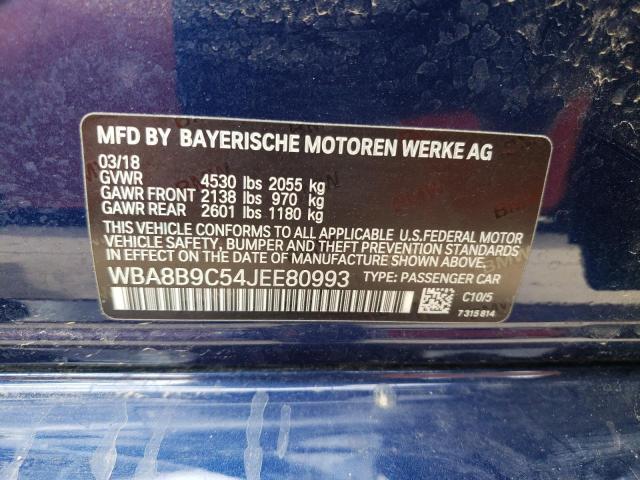 MFD BY BAYERISCHE MOTOREN WERKE AG
03/18
GVWR 4530 lbs 2055 kg
GAWR FRONT 2138 lbs 970 kg
GAWR REAR 2601 lbs 1180 kg
THIS VEHICLE CONFORMS TO ALL APPLICABLE U.S.FEDERAL MOTOR
VEHICLE SAFETY, BUMPER AND THEFT PREVENTION STANDARDS
IN EFFECT ON THE DATE OF MANUFACTURE SHOWN ABOVE.
WBA8B9C54JEE80993 TYPE: PASSENGER CAR
C10/5
7315814